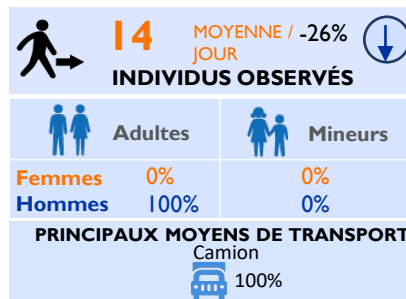 14 MOYENNE / -26%
JOUR
INDIVIDUS OBSERVÉS
Adultes Mineurs
Femmes 0% 0%
Hommes 100% 0%
PRINCIPAUX MOYENS DE TRANSPORT
Camion
100%